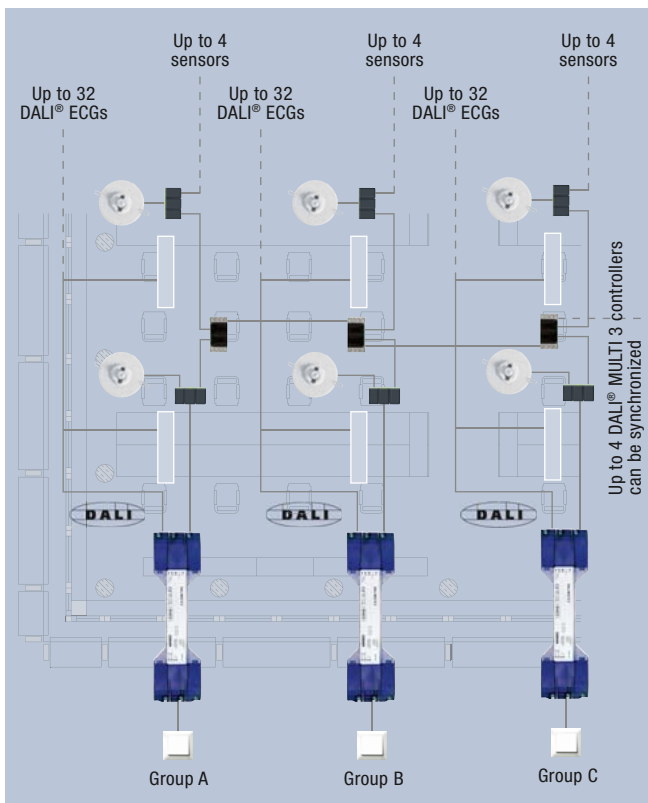 Up to 4
sensors
Up to 4
sensors
Up to 4
sensors
Up to 32
DALI® ECGs
Up to 32
DALI® ECGs
Up to 32
DALI® ECGs
Up to 4 DALI® MULTI 3 controllers
can be synchronized
DALI
DALI
DALI
Group A
Group B
Group C